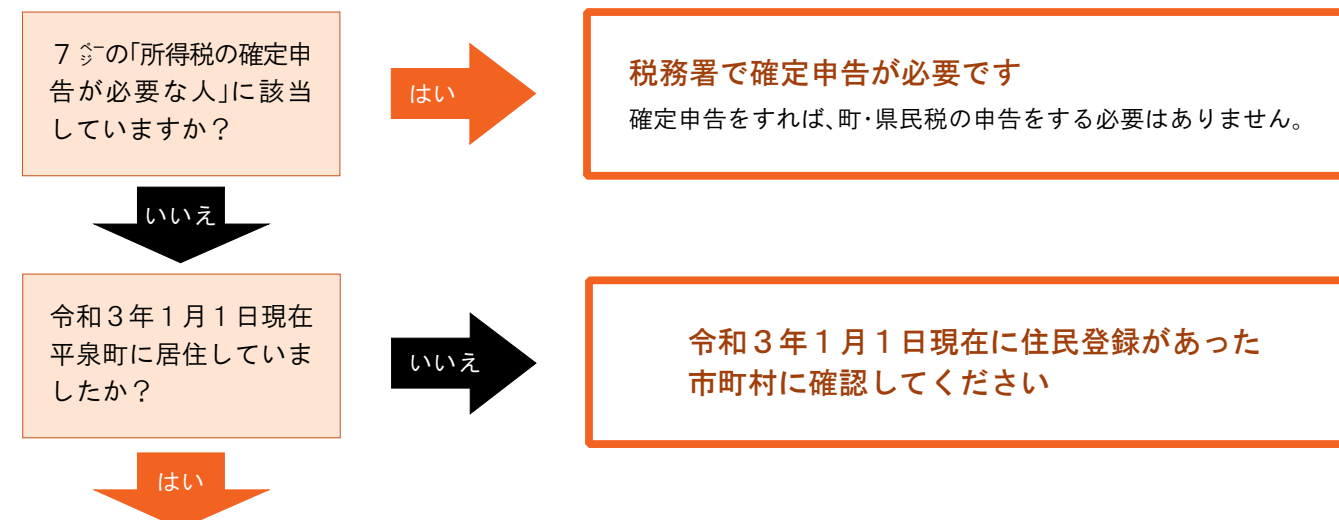 7㌻の「所得税の確定申
告が必要な人」に該当
していますか？
はい
税務署で確定申告が必要です
確定申告をすれば、町・県民税の申告をする必要はありません。
いいえ
令和３年１月１日現在
平泉町に居住していま
したか？
いいえ
令和３年１月１日現在に住民登録があった
市町村に確認してください
はい